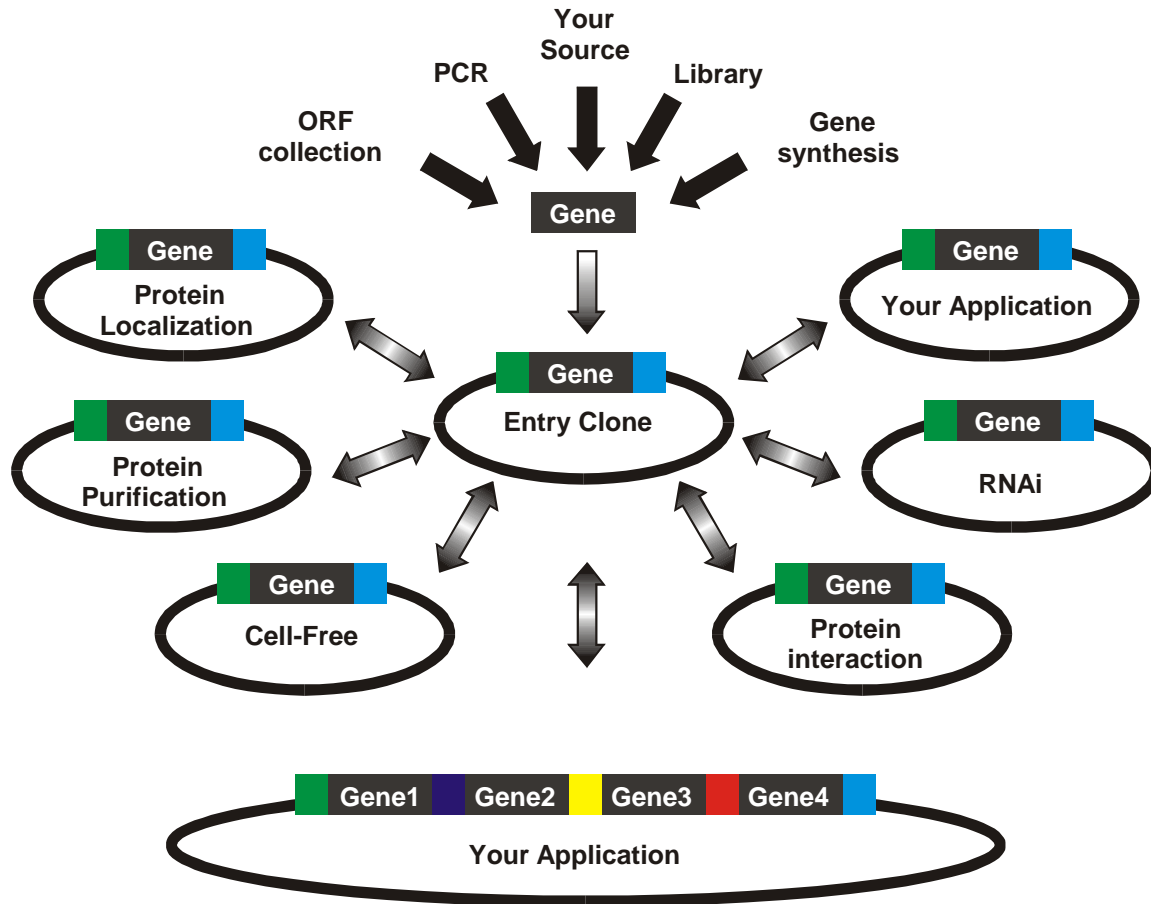 Your
Source
PCR
Library
ORF
collection
Gene
synthesis
Gene
Gene
Protein
Localization
Gene
Your Application
Gene
Entry Clone
Gene
Protein
Purification
Gene
RNAi
Gene
Cell-Free
Gene
Protein
interaction
Gene1 Gene2 Gene3 Gene4
Your Application